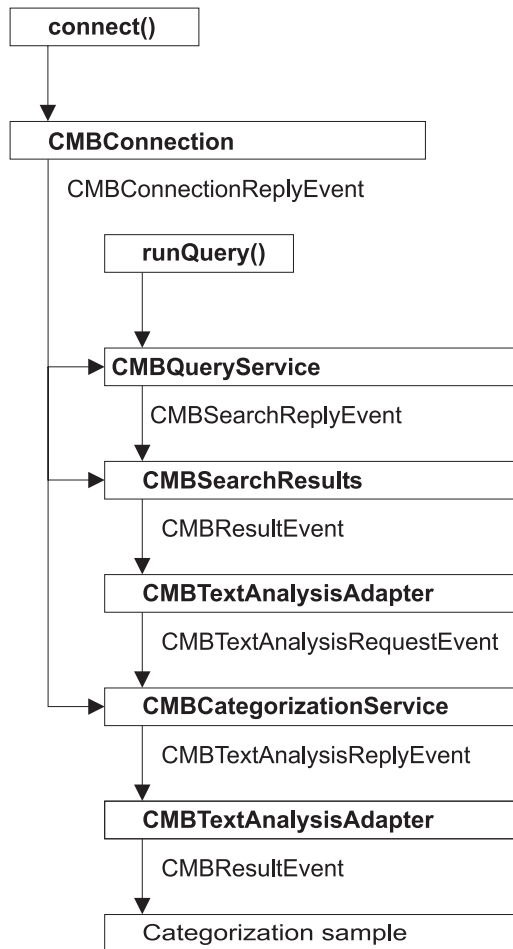 connect()
CMBConnection
CMBConnectionReplyEvent
runQuery()
CMBQueryService
CMBSearchReplyEvent
CMBSearchResults
CMBResultEvent
CMBTextAnalysisAdapter
CMBTextAnalysisRequestEvent
CMBCategorizationService
CMBTextAnalysisReplyEvent
CMBTextAnalysisAdapter
CMBResultEvent
Categorization sample